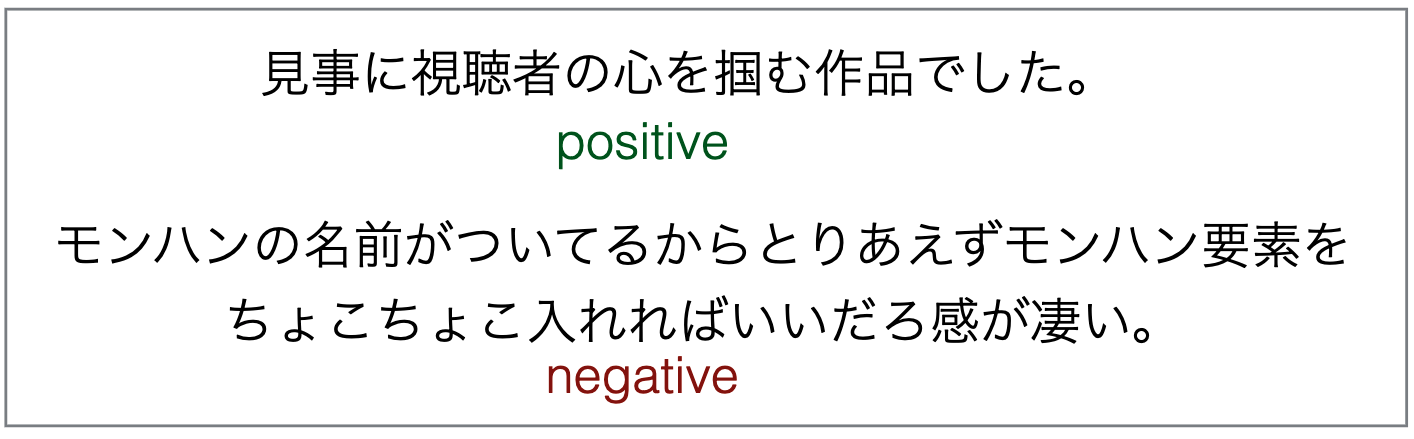 見事に視聴者の心を掴む作品でした。
positive
モンハンの名前がついてるからとりあえずモンハン要素を
ちょこちょこ入れればいいだろ感が凄い。
negative